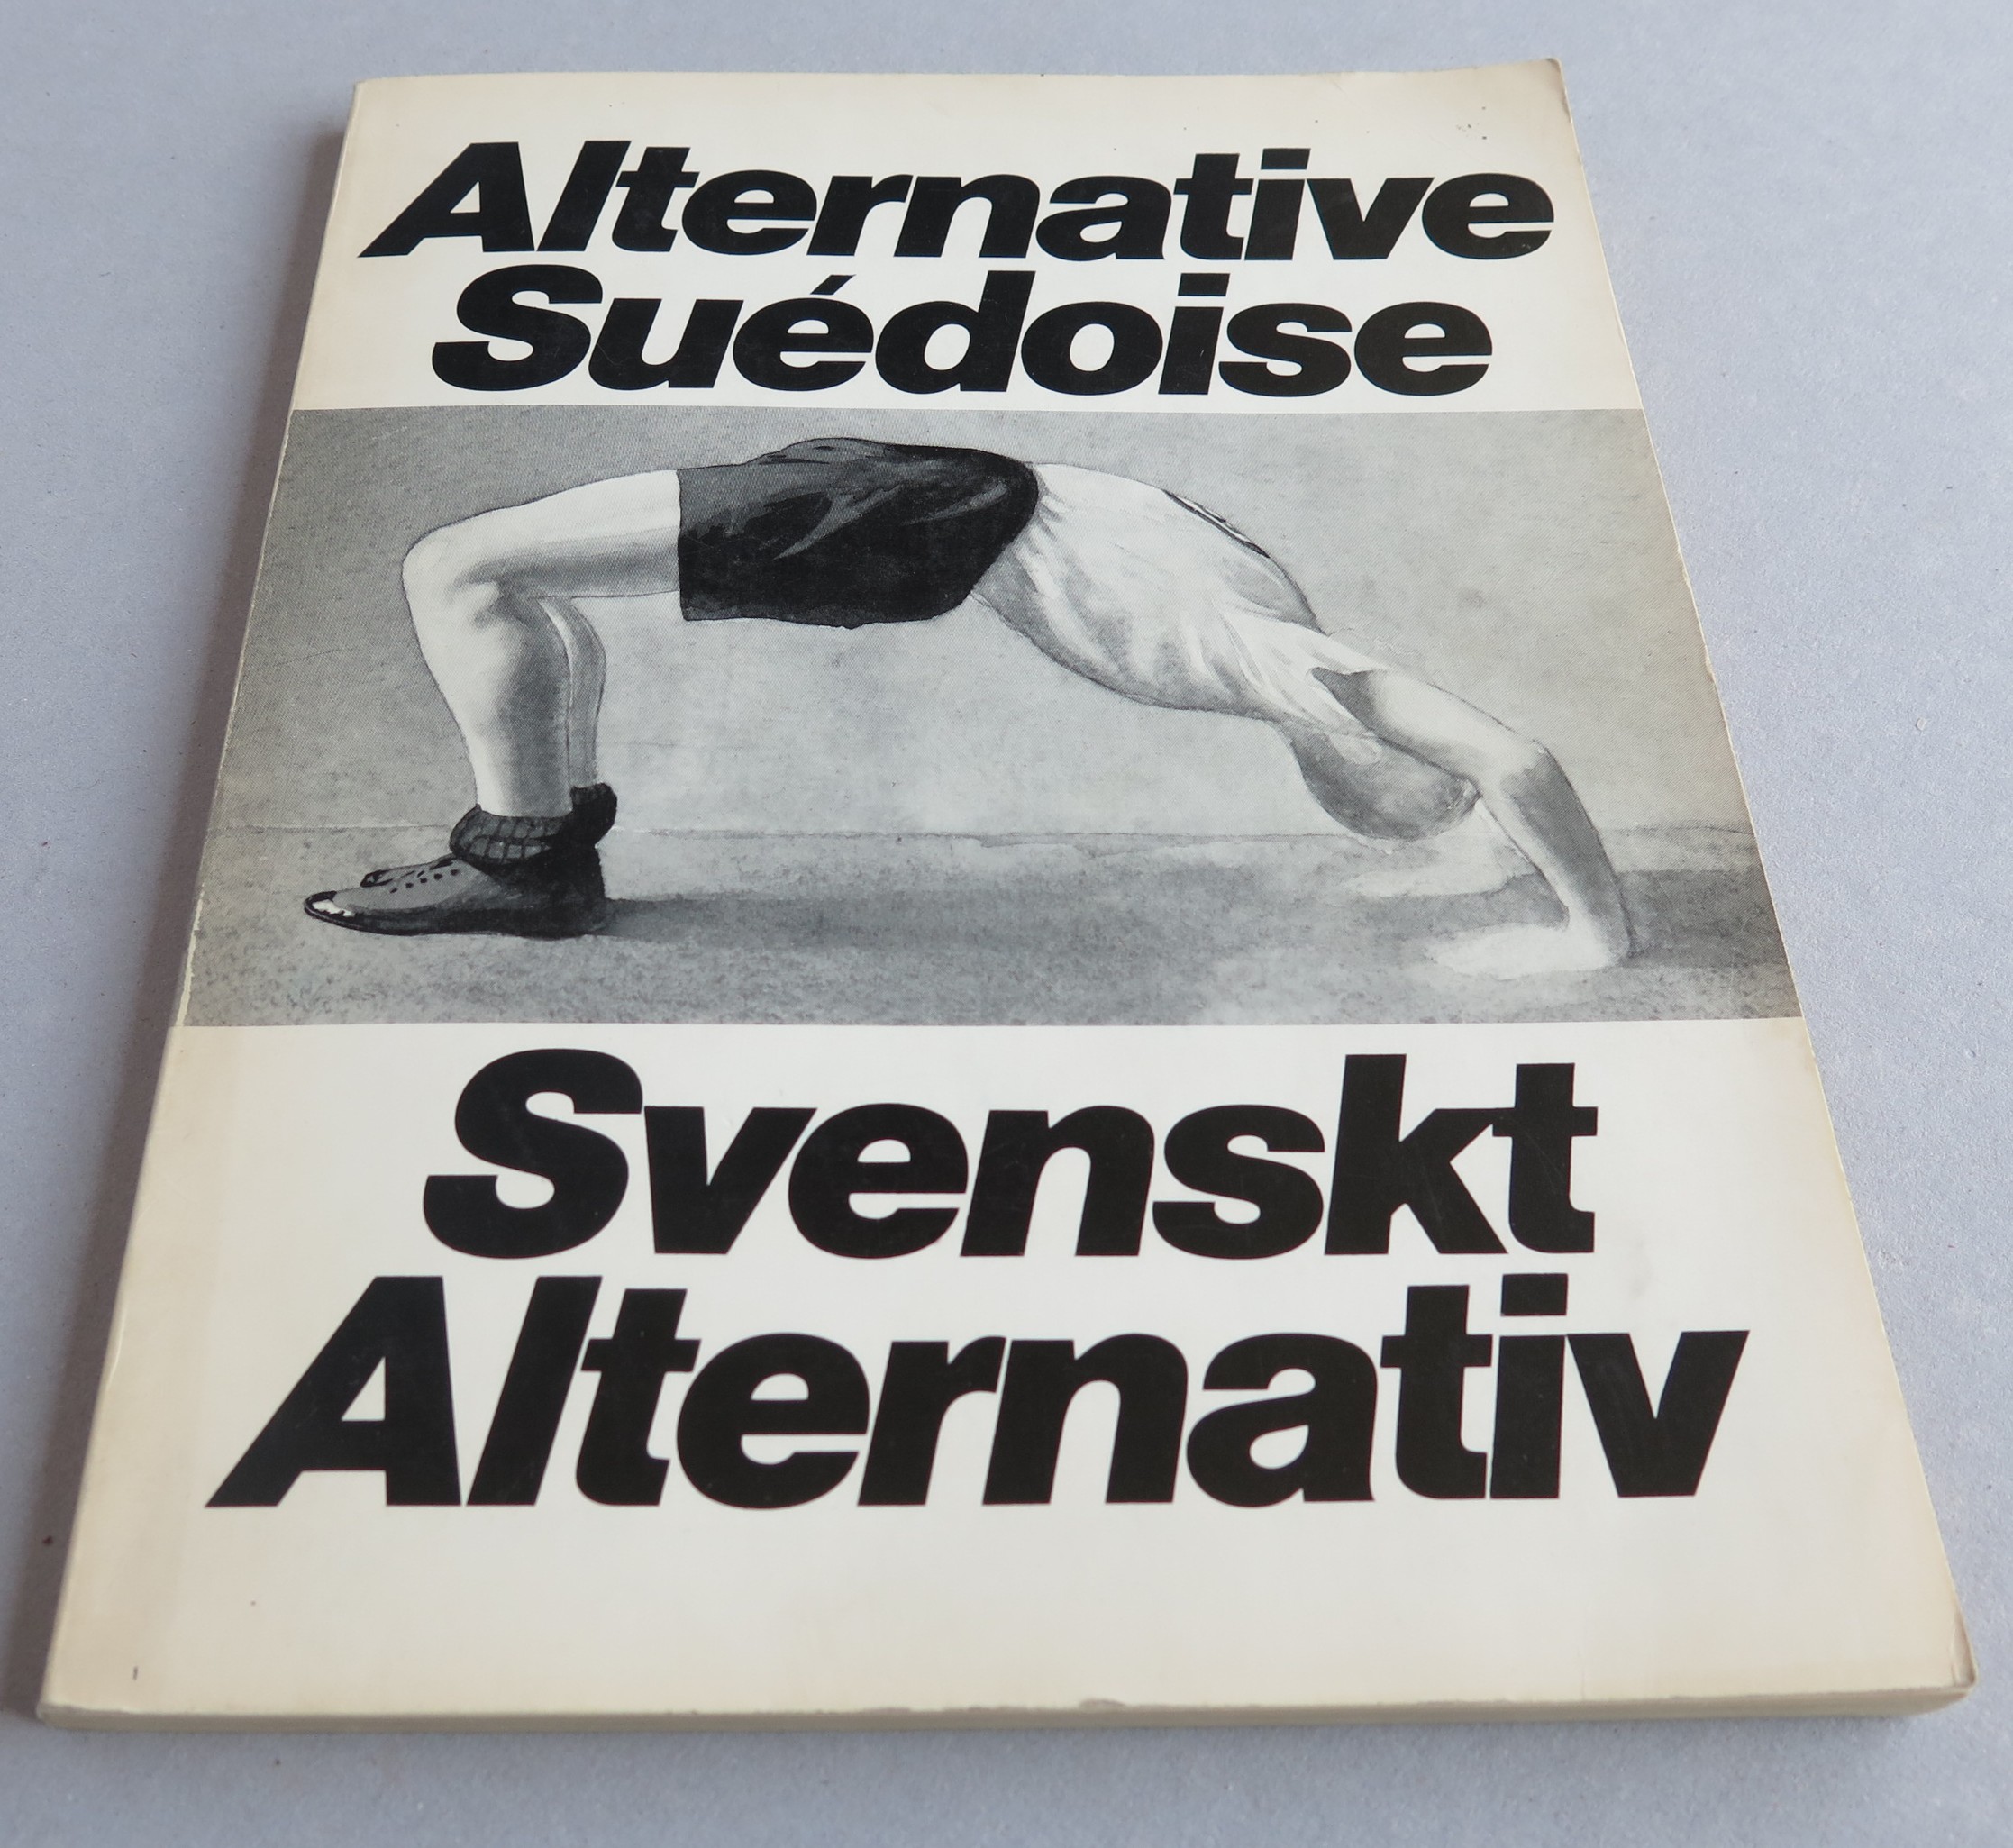 Alternative
Suédoise
Svenskt
Alternativ